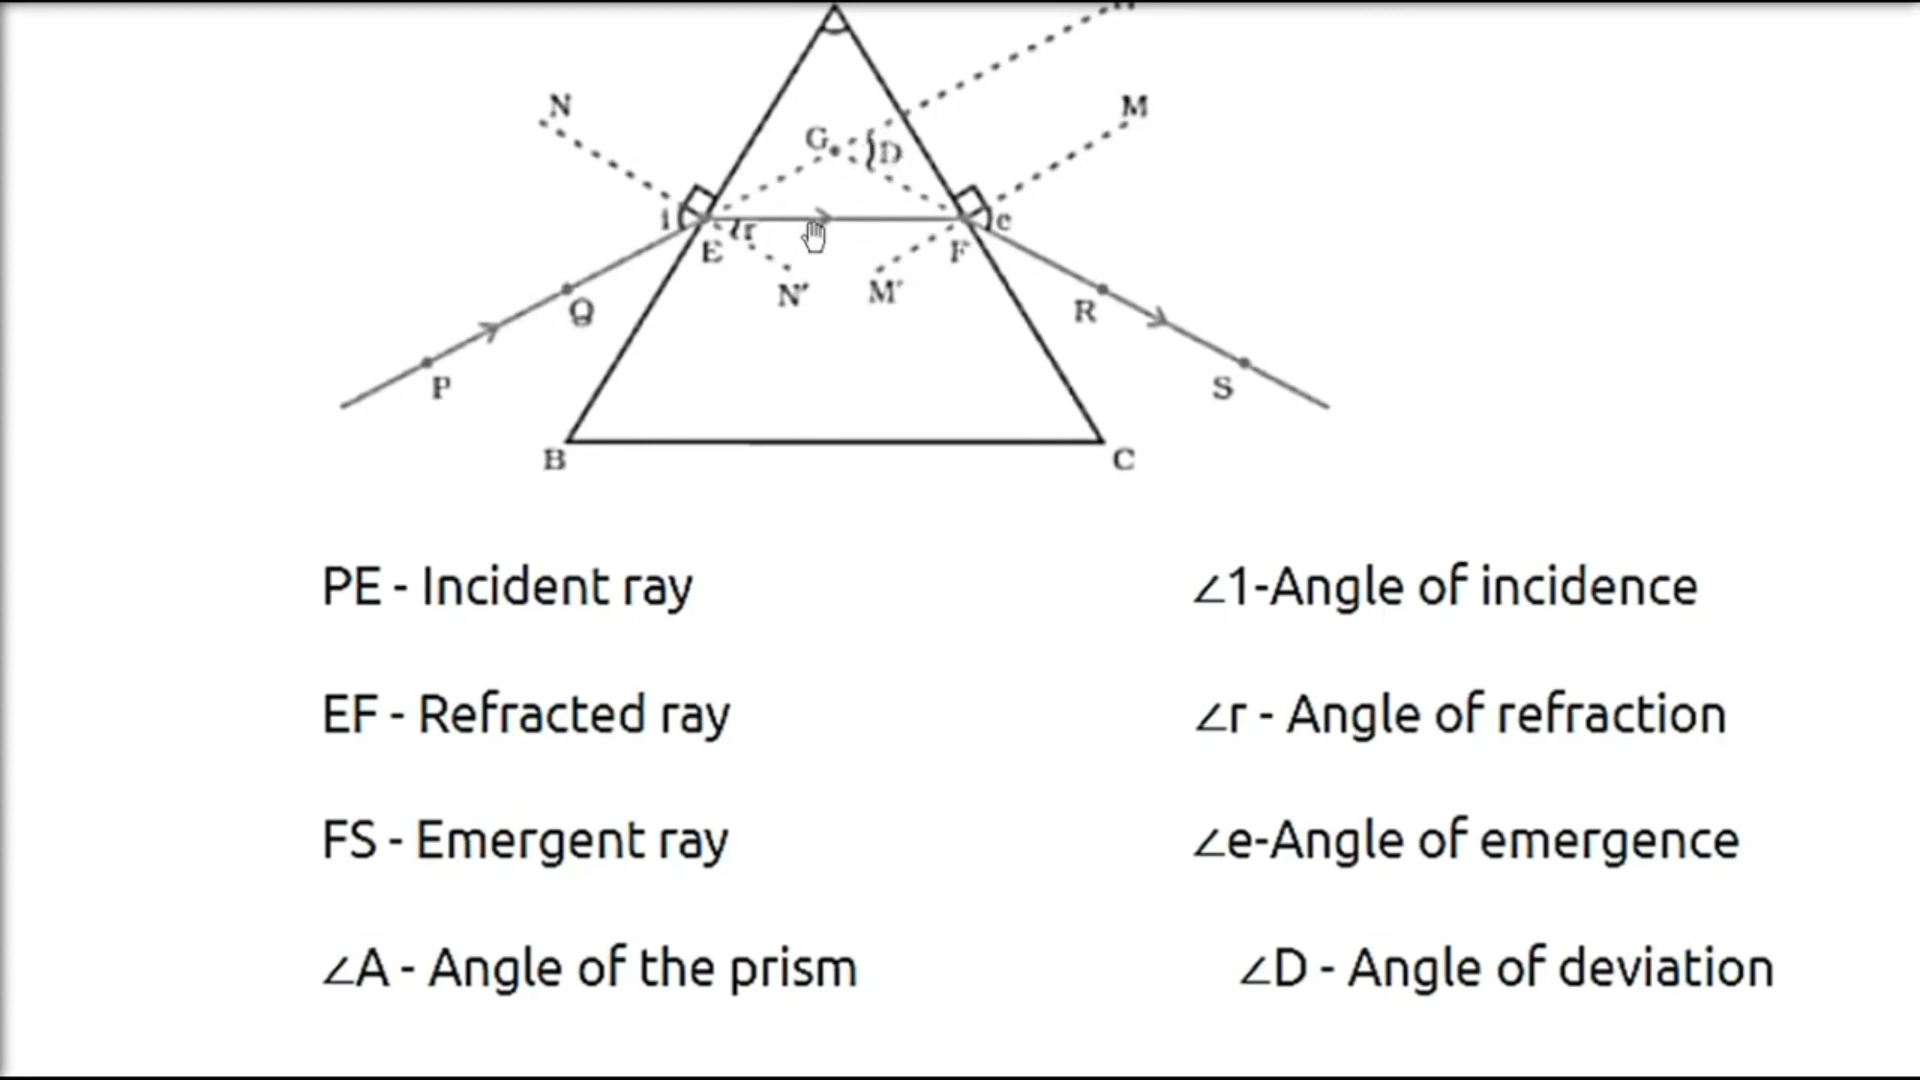 N
M
G
D
i
e
r
E
F
N′
M′
Q
R
P
S
B
C
PE - Incident ray
∠1-Angle of incidence
EF - Refracted ray
∠r - Angle of refraction
FS - Emergent ray
∠e-Angle of emergence
∠A - Angle of the prism
∠D - Angle of deviation